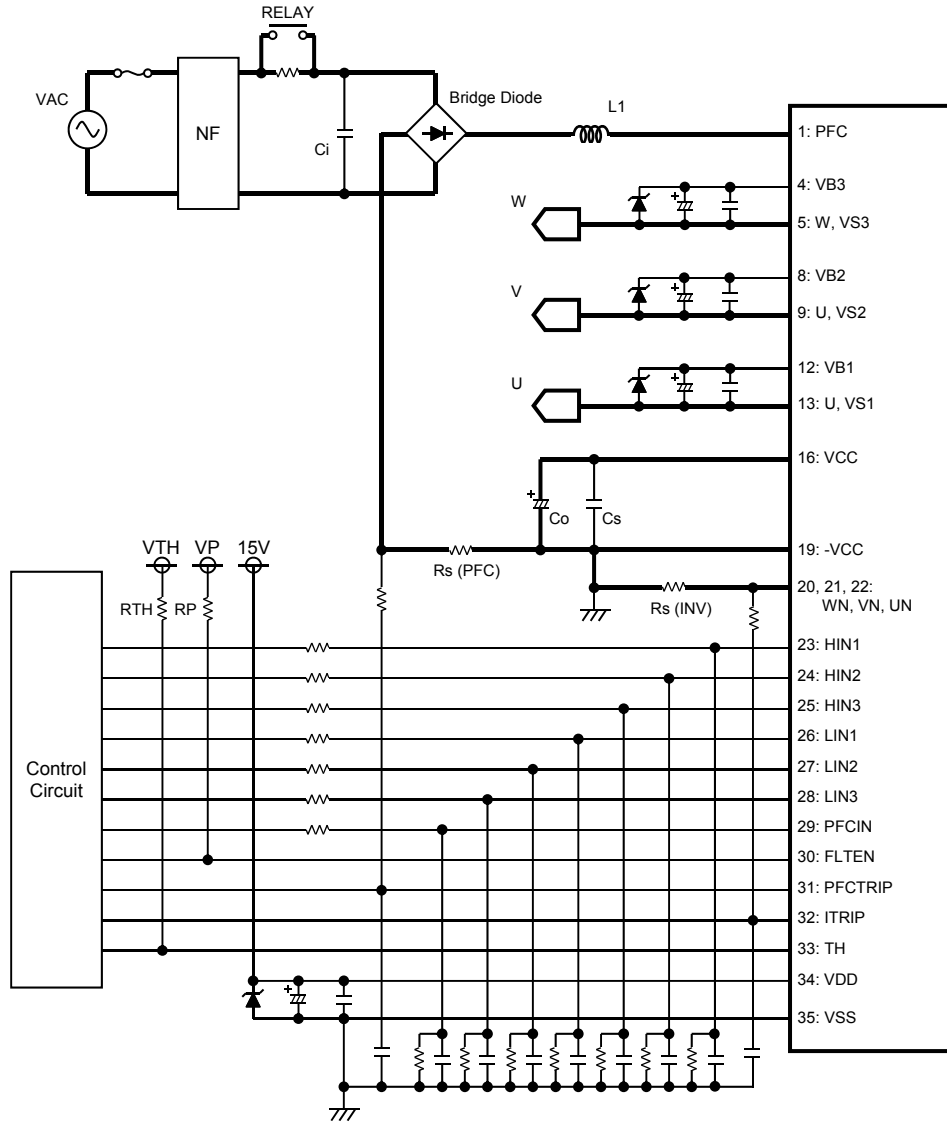 RELAY
VAC
NF
Ci
Bridge Diode
L1
1: PFC
4: VB3
W
5: W, VS3
8: VB2
V
9: U, VS2
12: VB1
U
13: U, VS1
16: VCC
Co
Cs
19: -VCC
Rs (PFC)
20, 21, 22:
WN, VN, UN
Rs (INV)
VTH
VP
15V
RTH
RP
23: HIN1
24: HIN2
25: HIN3
26: LIN1
27: LIN2
28: LIN3
29: PFCIN
30: FLTEN
31: PFCTRIP
32: ITRIP
33: TH
34: VDD
35: VSS
Control
Circuit
+
+
+
+
+